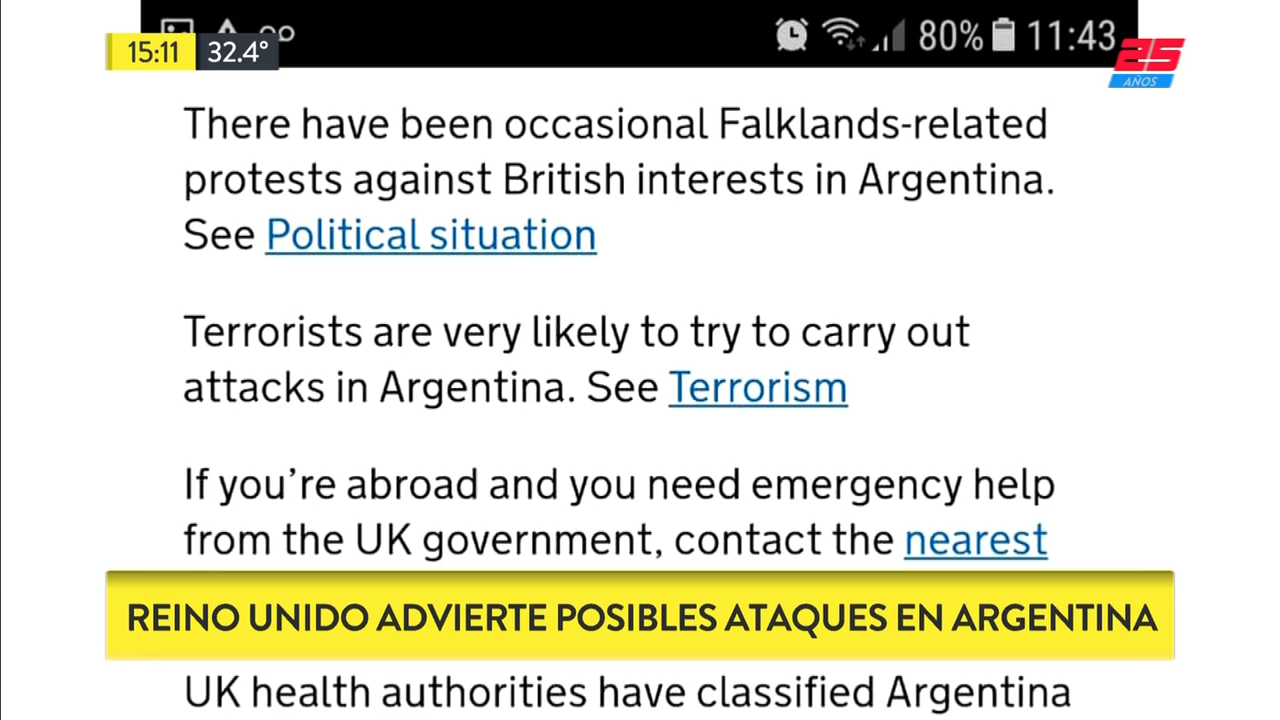 80% 11:43
15:11 32.4°
25
AÑOS
There have been occasional Falklands-related
protests against British interests in Argentina.
See Political situation
Terrorists are very likely to try to carry out
attacks in Argentina. See Terrorism
If you’re abroad and you need emergency help
from the UK government, contact the nearest
REINO UNIDO ADVIERTE POSIBLES ATAQUES EN ARGENTINA
UK health authorities have classified Argentina